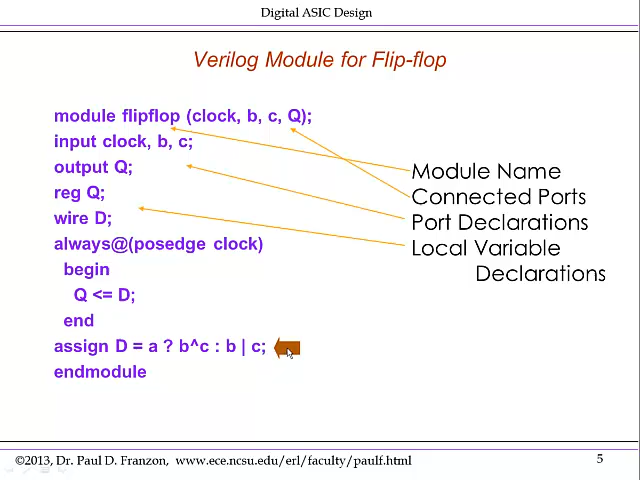 Digital ASIC Design
Verilog Module for Flip-flop
module flipflop (clock, b, c, Q);
input clock, b, c;
output Q;
reg Q;
wire D;
always@(posedge clock)
begin
Q <= D;
end
assign D = a ? b^c : b | c;
endmodule
Module Name
Connected Ports
Port Declarations
Local Variable
Declarations
©2013, Dr. Paul D. Franzon, www.ece.ncsu.edu/erl/faculty/paulf.html
5